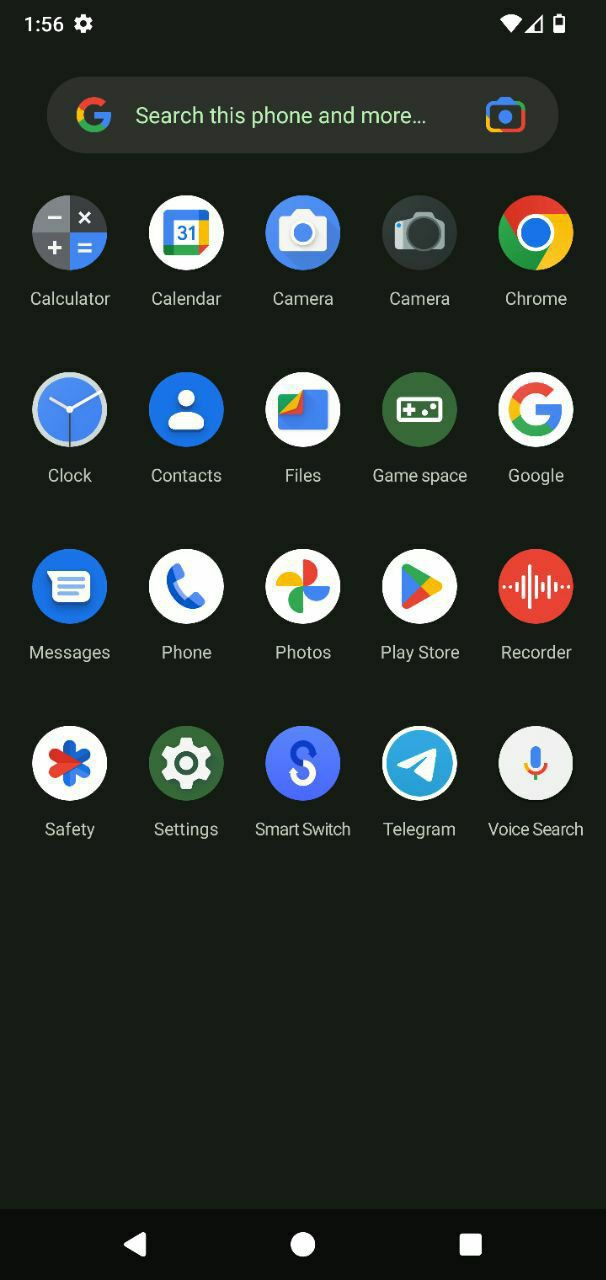 1:56
Search this phone and more...
31
Calculator Calendar Camera Camera Chrome
Clock Contacts Files Game space Google
Messages Phone Photos Play Store Recorder
Safety Settings Smart Switch Telegram Voice Search